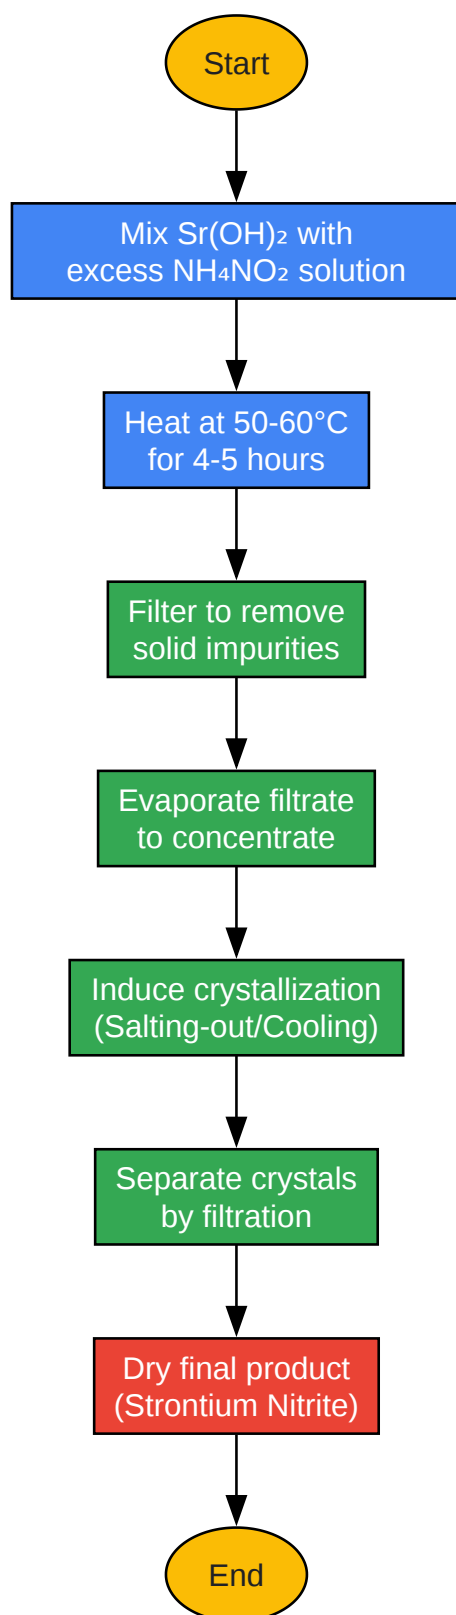 Start
Mix Sr(OH)₂ with
excess NH₄NO₂ solution
Heat at 50-60°C
for 4-5 hours
Filter to remove
solid impurities
Evaporate filtrate
to concentrate
Induce crystallization
(Salting-out/Cooling)
Separate crystals
by filtration
Dry final product
(Strontium Nitrite)
End